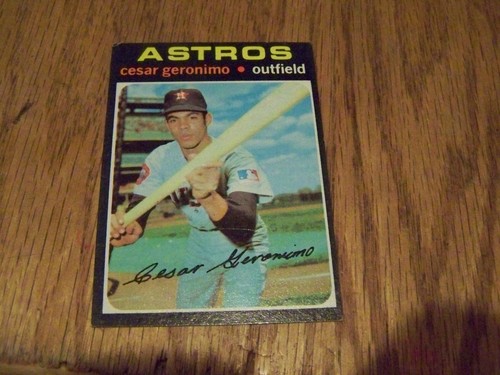 ASTROS
cesar geronimo • outfield
Cesar Geronimo